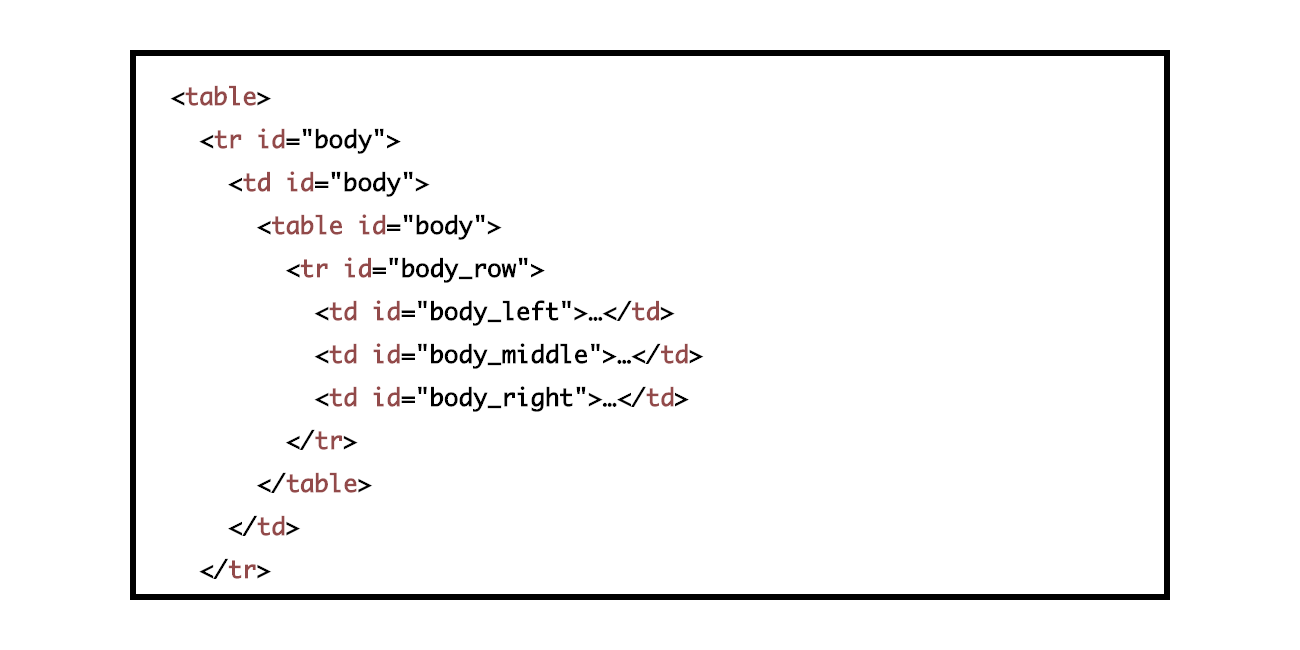 <table>
<tr id="body">
<td id="body">
<table id="body">
<tr id="body_row">
<td id="body_left">…</td>
<td id="body_middle">…</td>
<td id="body_right">…</td>
</tr>
</table>
</td>
</tr>